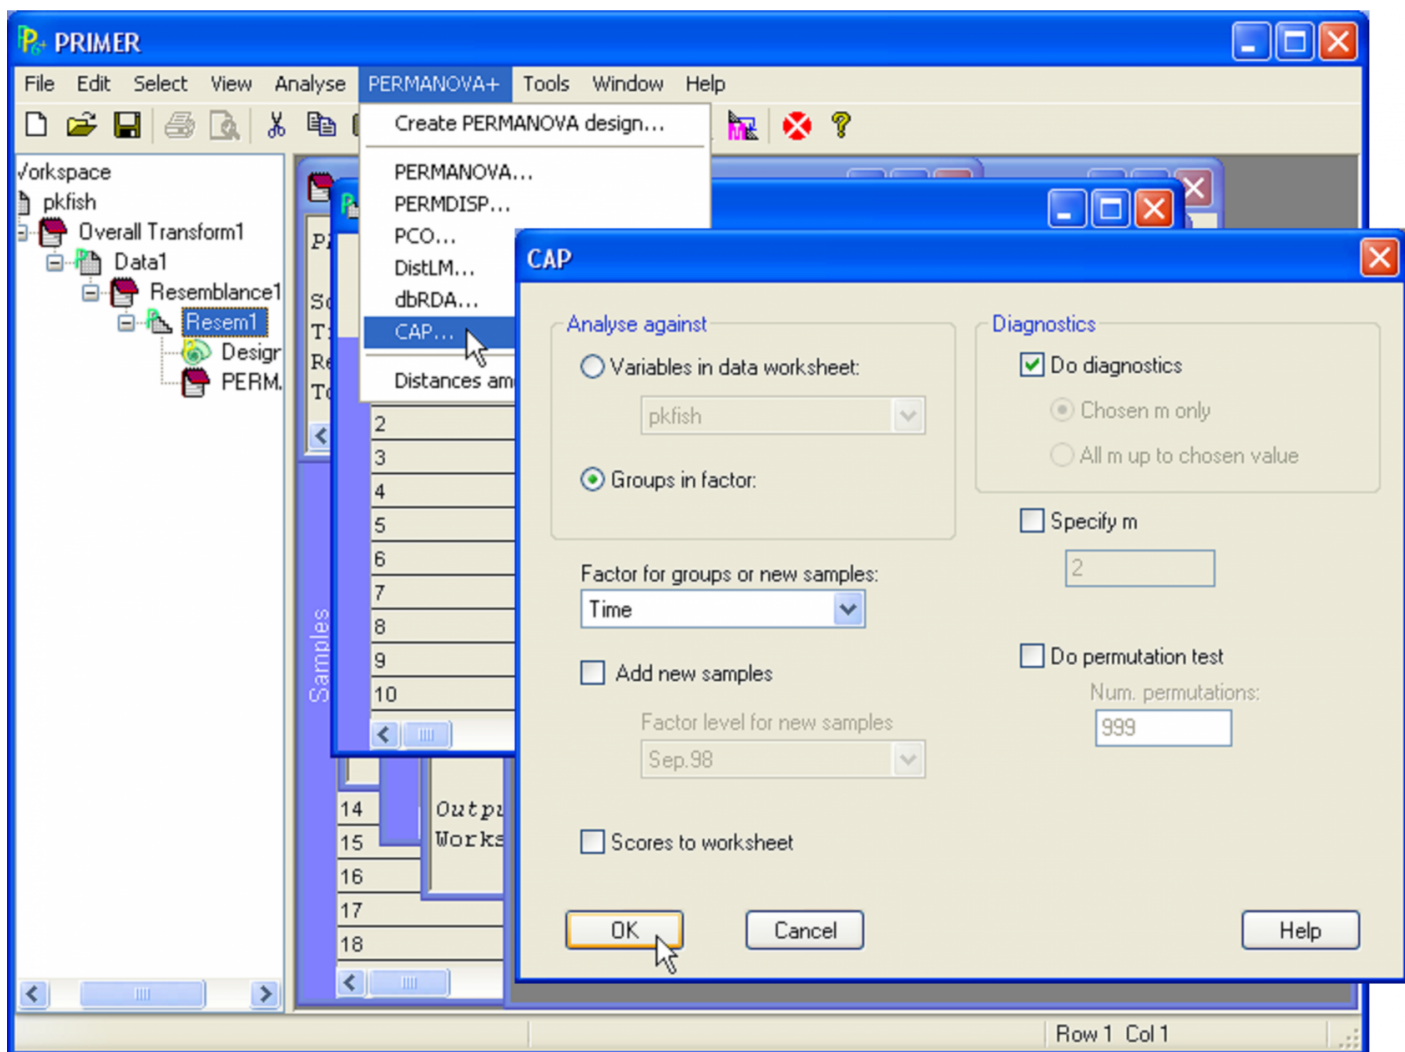 PRIMER
File Edit Select View Analyse PERMANOVA+ Tools Window Help
Create PERMANOVA design...
PERMANOVA...
PERMDISP...
PCO...
DistLM...
dbRDA...
CAP...
Distances am
orkspace
pkfish
Overall Transform1
Data1
Resemblance1
Resem1
Desigr
PERM.
2
3
4
5
6
7
8
9
10
Samples
14
15
16
17
18
Outpu
Works
CAP
Analyse against
Variables in data worksheet:
pkfish
Groups in factor:
Factor for groups or new samples:
Time
Add new samples
Factor level for new samples
Sep.98
Scores to worksheet
Diagnostics
Do diagnostics
Chosen m only
All m up to chosen value
Specify m
2
Do permutation test
Num. permutations:
999
OK Cancel Help
Row 1 Col 1